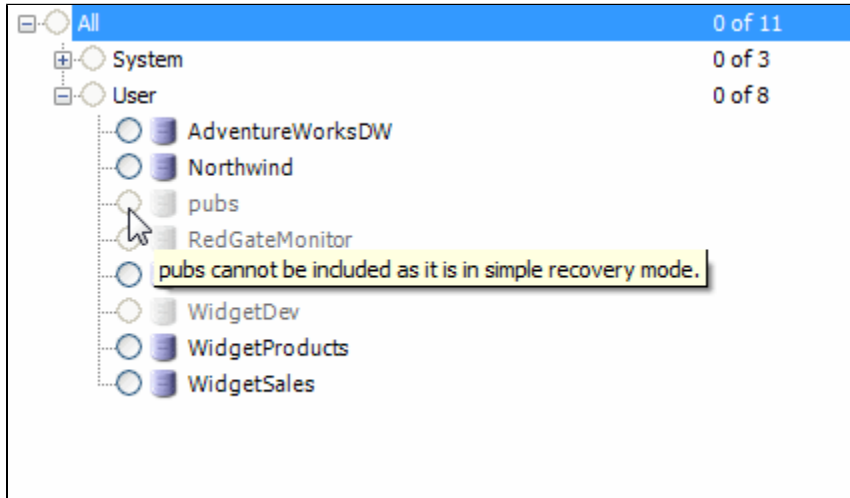 All 0 of 11
System 0 of 3
User 0 of 8
AdventureWorksDW
Northwind
pubs
RedGateMonitor
pubs cannot be included as it is in simple recovery mode.
WidgetDev
WidgetProducts
WidgetSales